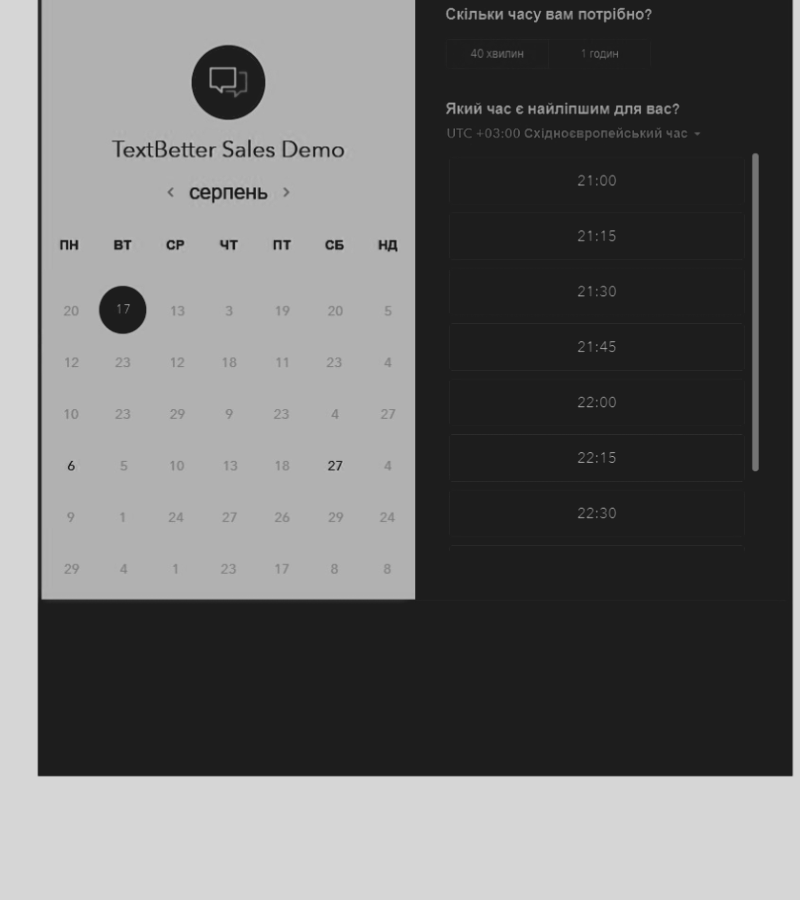 TextBetter Sales Demo
серпень
ПН ВТ СР ЧТ ПТ СБ НД
20 17 13 3 19 20 5
12 23 12 18 11 23 4
10 23 29 9 23 4 27
6 5 10 13 18 27 4
9 1 24 27 26 29 24
29 4 1 23 17 8 8
Скільки часу вам потрібно?
40 хвилин 1 годин
Який час є найліпшим для вас?
UTC +03:00 Східноєвропейський час
21:00
21:15
21:30
21:45
22:00
22:15
22:30